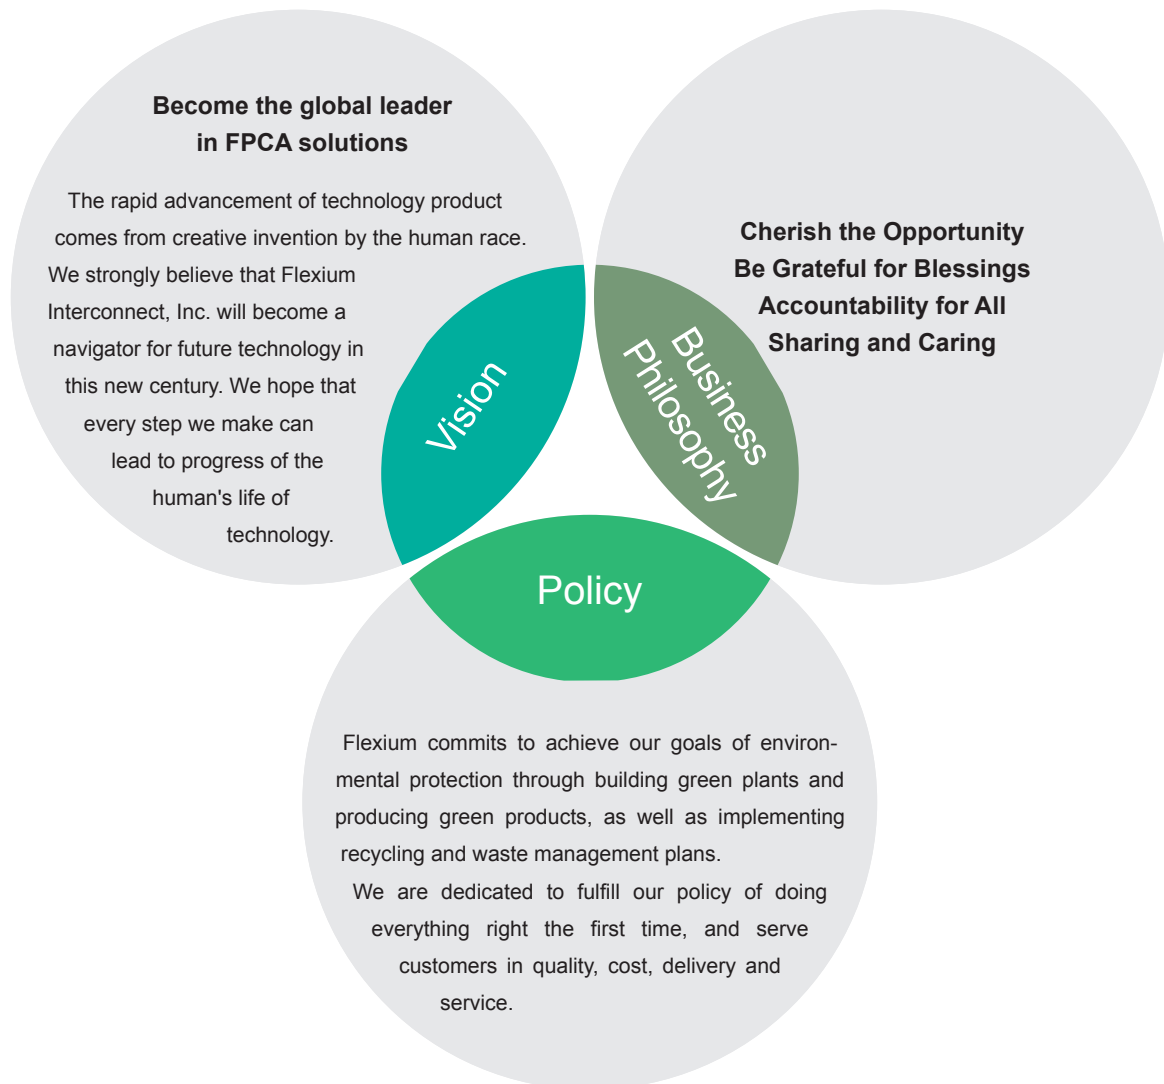 Become the global leader
in FPCA solutions
The rapid advancement of technology product
comes from creative invention by the human race.
We strongly believe that Flexium
Interconnect, Inc. will become a
navigator for future technology in
this new century. We hope that
every step we make can
lead to progress of the
human's life of
technology.
Vision
Cherish the Opportunity
Be Grateful for Blessings
Accountability for All
Sharing and Caring
Business
Philosophy
Policy
Flexium commits to achieve our goals of environ-
mental protection through building green plants and
producing green products, as well as implementing
recycling and waste management plans.
We are dedicated to fulfill our policy of doing
everything right the first time, and serve
customers in quality, cost, delivery and
service.